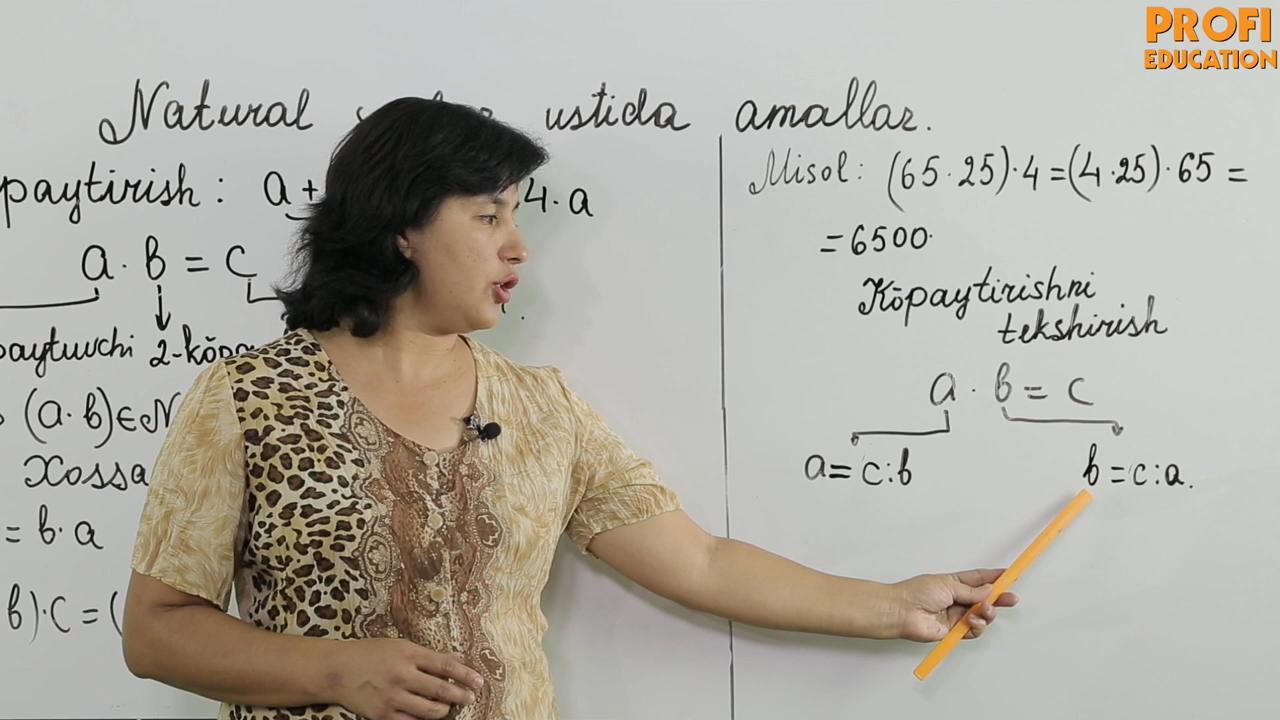 PROFI
EDUCATION
Natural ustida amallar.
paytirish: a+ 4·a
a · b = c
paytuvchi 2-kōpa
(a·b)∈N
Xossa
= b·a
b)·c = (
Misol: (65·25)·4=(4·25)·65=
=6500·
Kōpaytirishni
tekshirish
a · b = c
a=c:b b=c:a.